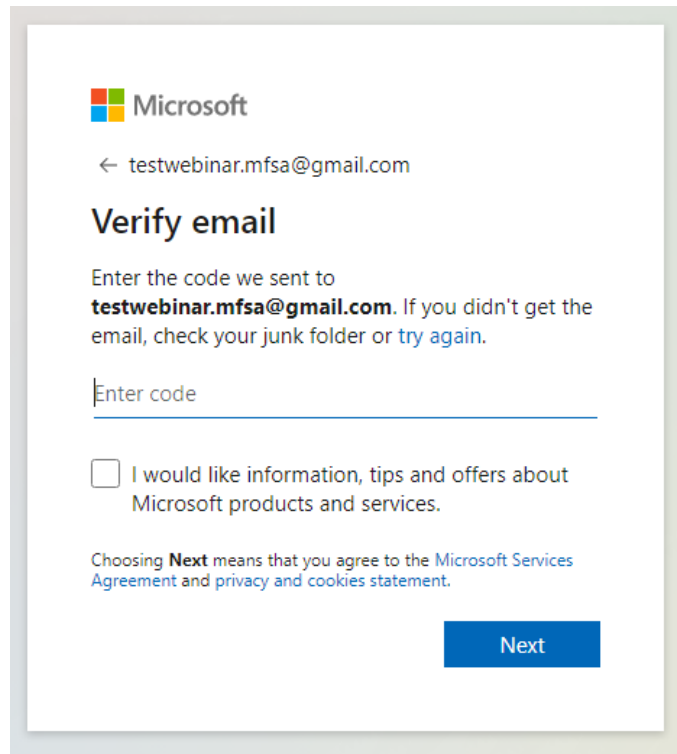 Microsoft
← testwebinar.mfsa@gmail.com
Verify email
Enter the code we sent to
testwebinar.mfsa@gmail.com. If you didn't get the
email, check your junk folder or try again.
Enter code
I would like information, tips and offers about
Microsoft products and services.
Choosing Next means that you agree to the Microsoft Services
Agreement and privacy and cookies statement.
Next